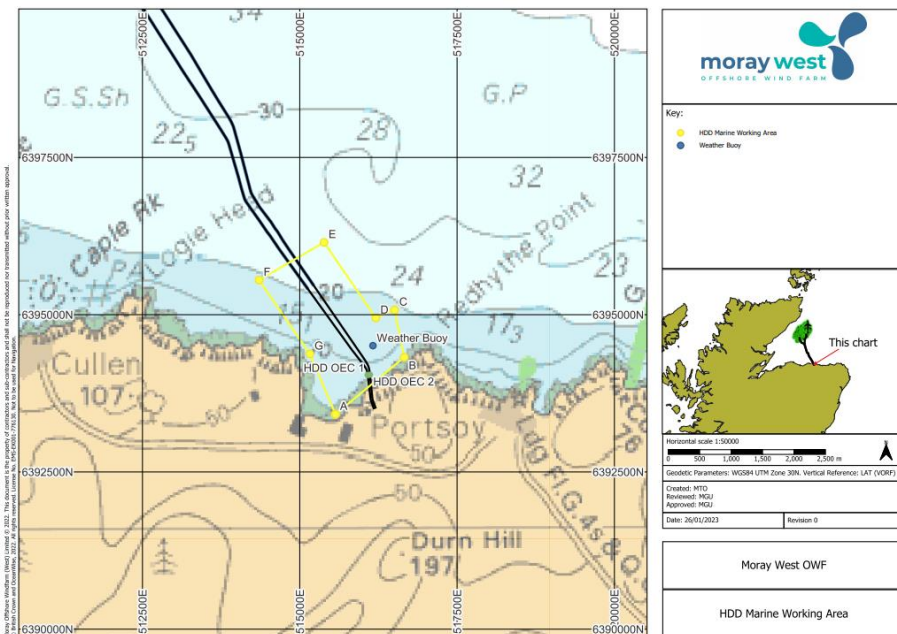 512500E
515000E
517500E
520000E
G.S.Sh
30
G.P
22₅
28
6397500N
6397500N
32
Caple Rk
Logie Head
Redhythe Point
E
F
24
23
20
C
D
6395000N
6395000N
17₃
G
Weather Buoy
B
Cullen
HDD OEC 1
HDD OEC 2
107
A
50
Portsoy
50
6392500N
6392500N
50
Ldg Fl.G.4s
Durn Hill
197
6390000N
6390000N
512500E
515000E
517500E
520000E
moray west
OFFSHORE WIND FARM
Key:
HDD Marine Working Area
Weather Buoy
This chart
Horizontal scale 1:50000
0 500 1,000 1,500 2,000 2,500 m
Geodetic Parameters: WGS84 UTM Zone 30N. Vertical Reference: LAT (VORF)
Created: MTO
Reviewed: MGU
Approved: MGU
Date: 26/01/2023
Revision 0
Moray West OWF
HDD Marine Working Area